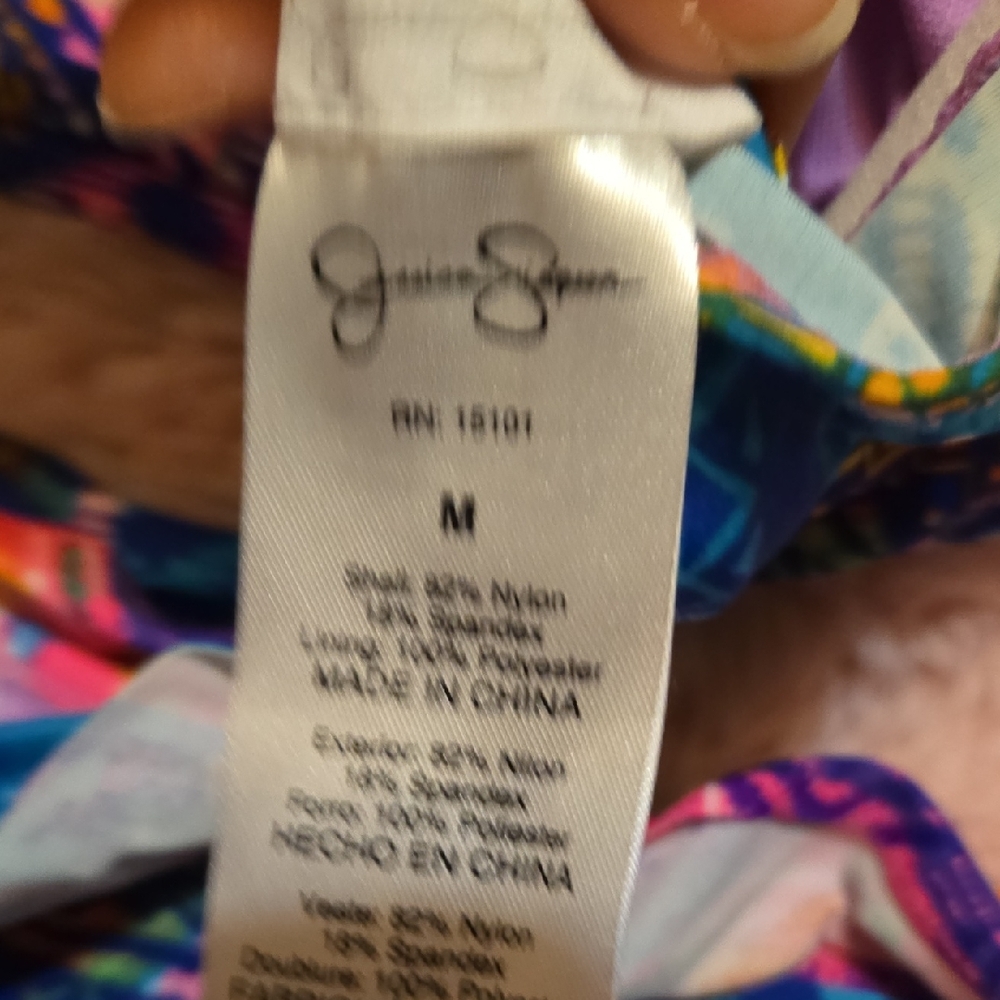 Jessica Simpson
RN: 15101
M
Shell: 82% Nylon
18% Spandex
Lining: 100% Polyester
MADE IN CHINA
Exterior: 82% Nilon
18% Spandex
Forro: 100% Poliester
HECHO EN CHINA
82% Nylon
18% Spandex
Doublure: 100%